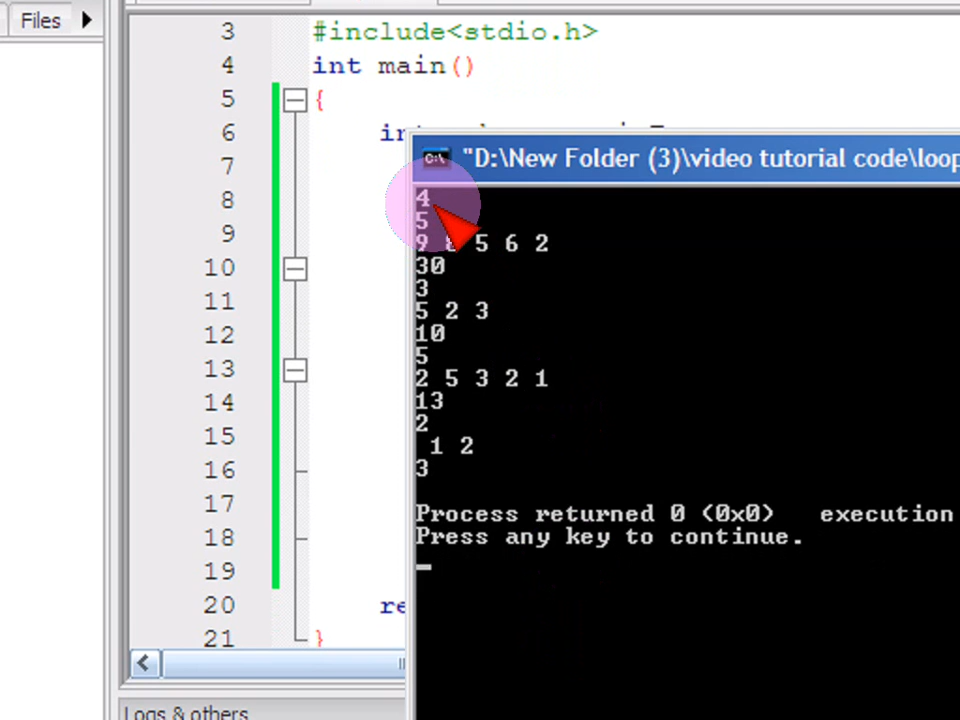 Files
3 #include<stdio.h>
4 int main()
5 {
6
7
8
9
10
11
12
13
14
15
16
17
18
19
20 re
21 }
Logs & others
"D:\New Folder (3)\video tutorial code\loop
4
5
9 8 5 6 2
30
3
5 2 3
10
5
2 5 3 2 1
13
2
1 2
3
Process returned 0 (0x0) execution
Press any key to continue.